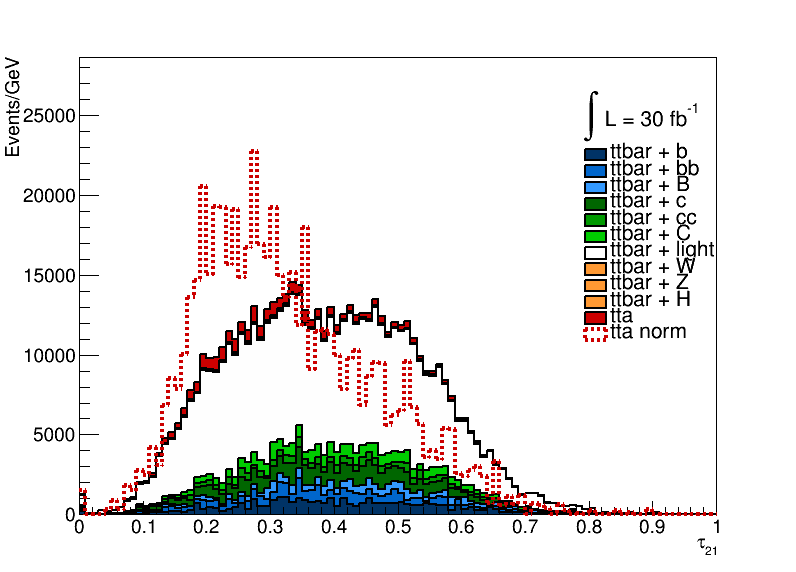 Events/GeV
25000
20000
15000
10000
5000
0
∫ L = 30 fb⁻¹
ttbar + b
ttbar + bb
ttbar + B
ttbar + c
ttbar + cc
ttbar + C
ttbar + light
ttbar + W
ttbar + Z
ttbar + H
tta
tta norm
0 0.1 0.2 0.3 0.4 0.5 0.6 0.7 0.8 0.9 1
τ₂₁